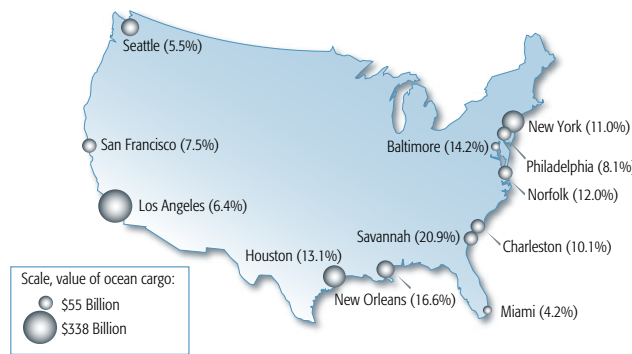 Seattle (5.5%)
San Francisco (7.5%)
Los Angeles (6.4%)
New York (11.0%)
Baltimore (14.2%)
Philadelphia (8.1%)
Norfolk (12.0%)
Savannah (20.9%)
Charleston (10.1%)
Houston (13.1%)
New Orleans (16.6%)
Miami (4.2%)
Scale, value of ocean cargo:
$55 Billion
$338 Billion